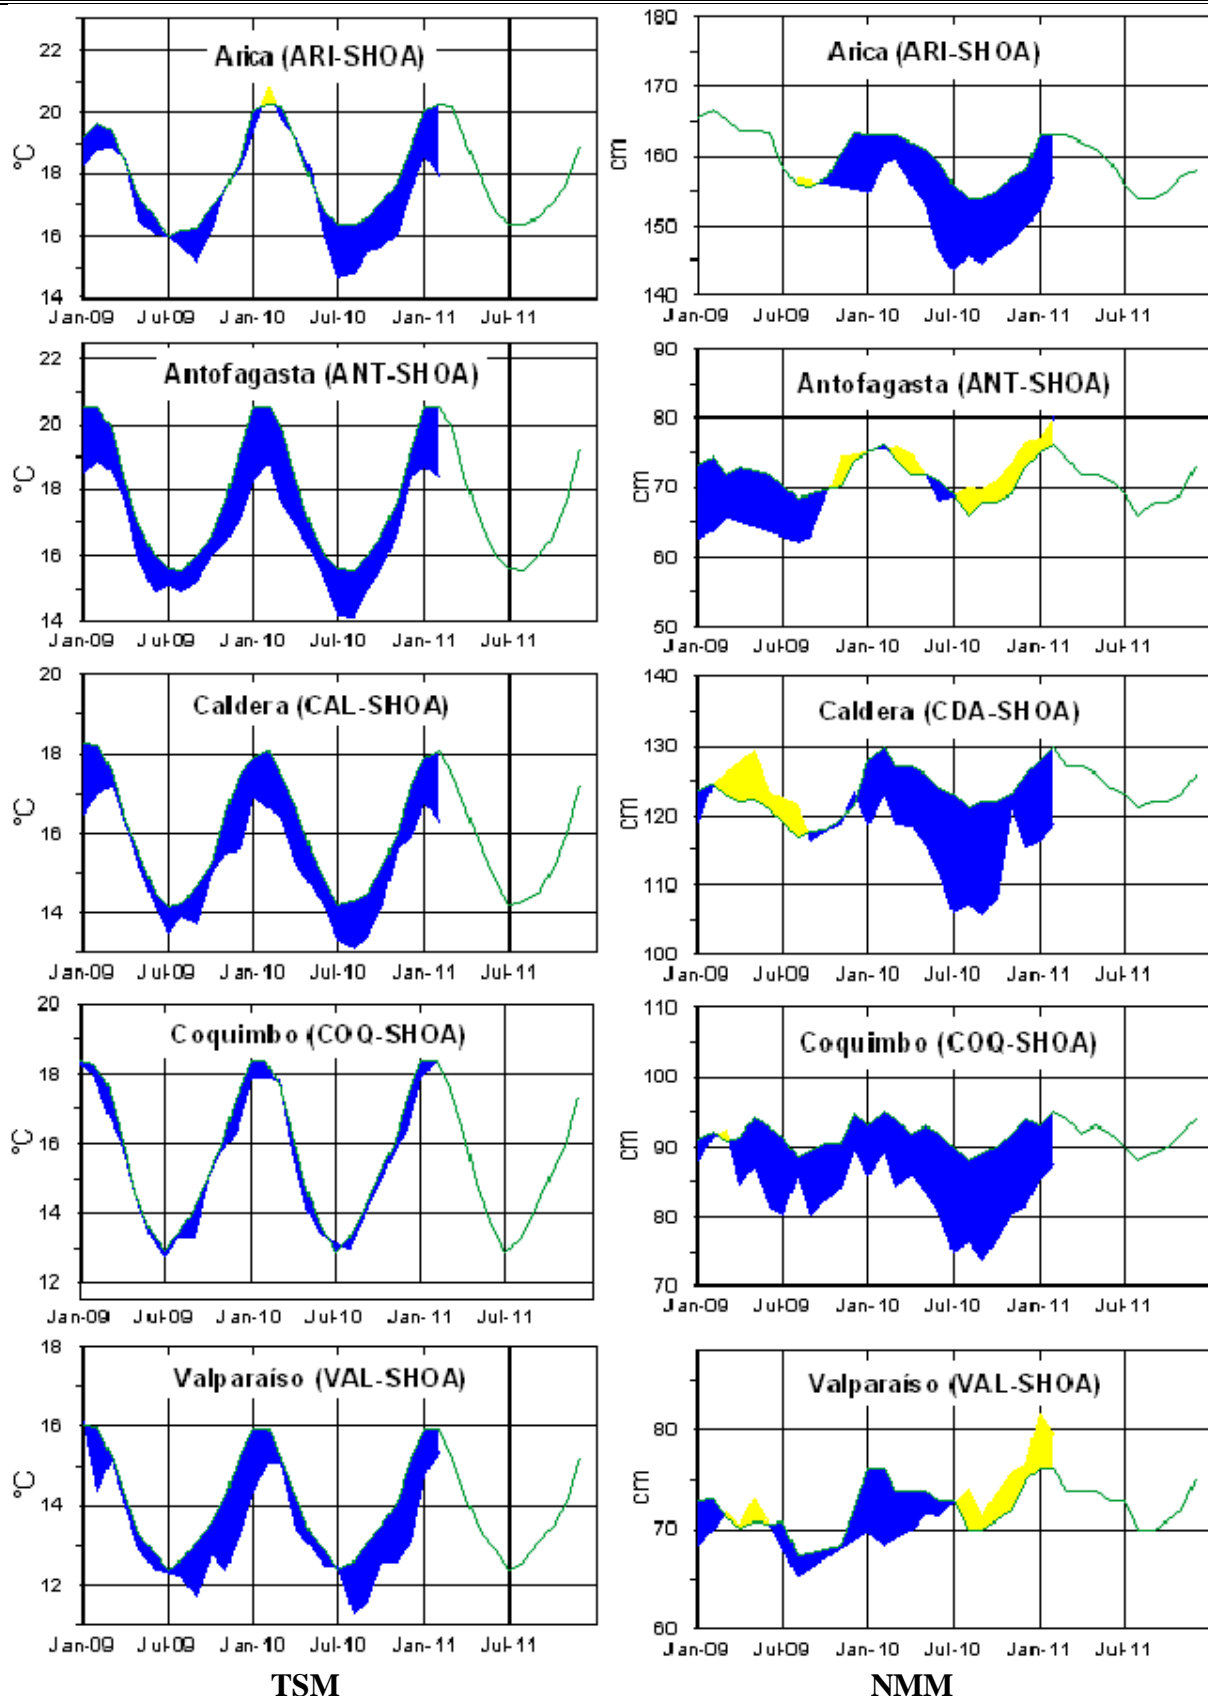 Arica (ARI-SHOA)
22
20
18
16
14
°C
Jan-09 Jul-09 Jan-10 Jul-10 Jan-11 Jul-11
Arica (ARI-SHOA)
180
170
160
150
140
cm
Jan-09 Jul-09 Jan-10 Jul-10 Jan-11 Jul-11
Antofagasta (ANT-SHOA)
22
20
18
16
14
°C
Jan-09 Jul-09 Jan-10 Jul-10 Jan-11 Jul-11
Antofagasta (ANT-SHOA)
90
80
70
60
50
cm
Jan-09 Jul-09 Jan-10 Jul-10 Jan-11 Jul-11
Caldera (CAL-SHOA)
20
18
16
14
°C
Jan-09 Jul-09 Jan-10 Jul-10 Jan-11 Jul-11
Caldera (CDA-SHOA)
140
130
120
110
100
cm
Jan-09 Jul-09 Jan-10 Jul-10 Jan-11 Jul-11
Coquimbo (COQ-SHOA)
20
18
16
14
12
°C
Jan-09 Jul-09 Jan-10 Jul-10 Jan-11 Jul-11
Coquimbo (COQ-SHOA)
110
100
90
80
70
cm
Jan-09 Jul-09 Jan-10 Jul-10 Jan-11 Jul-11
Valparaíso (VAL-SHOA)
18
16
14
12
°C
Jan-09 Jul-09 Jan-10 Jul-10 Jan-11 Jul-11
Valparaíso (VAL-SHOA)
80
70
60
cm
Jan-09 Jul-09 Jan-10 Jul-10 Jan-11 Jul-11
TSM
NMM